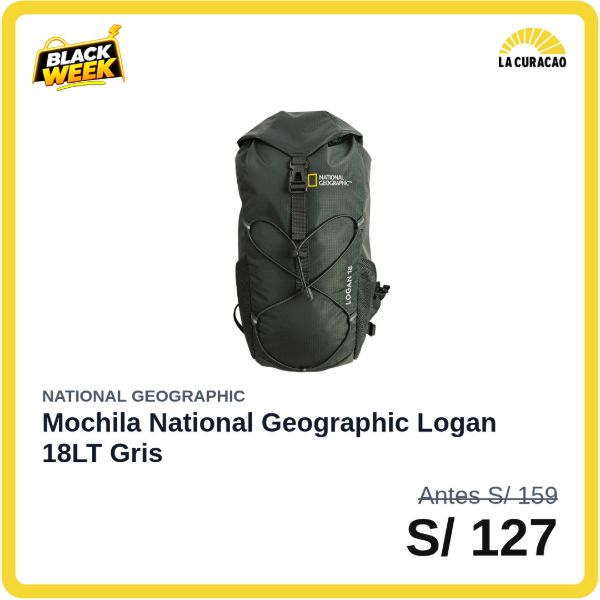 BLACK
WEEK
LA CURACAO
NATIONAL
GEOGRAPHIC
LOGAN 18
NATIONAL GEOGRAPHIC
Mochila National Geographic Logan
18LT Gris
Antes S/ 159
S/ 127